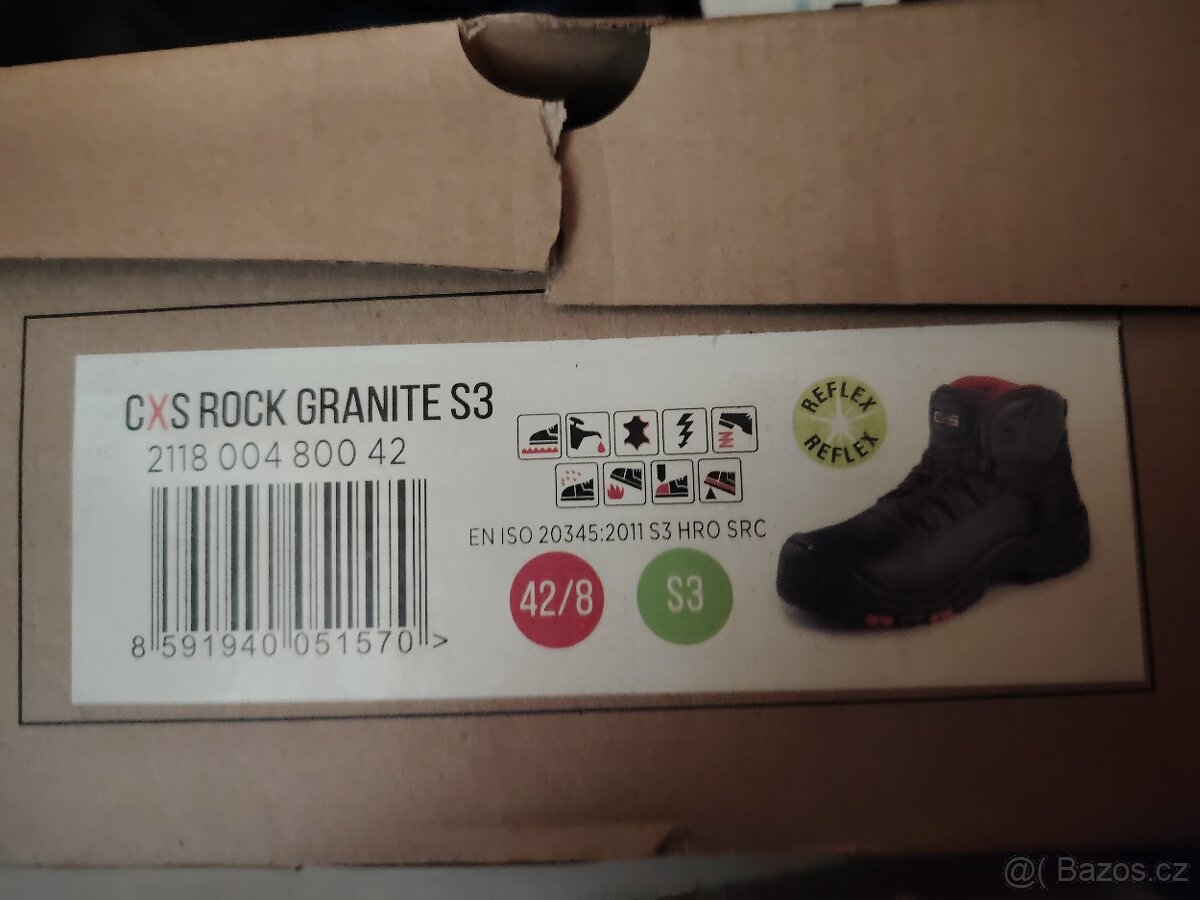 CXS ROCK GRANITE S3
2118 004 800 42
8 591940 051570 >
EN ISO 20345:2011 S3 HRO SRC
42/8
S3
REFLEX
REFLEX
CXS
@( Bazos.cz